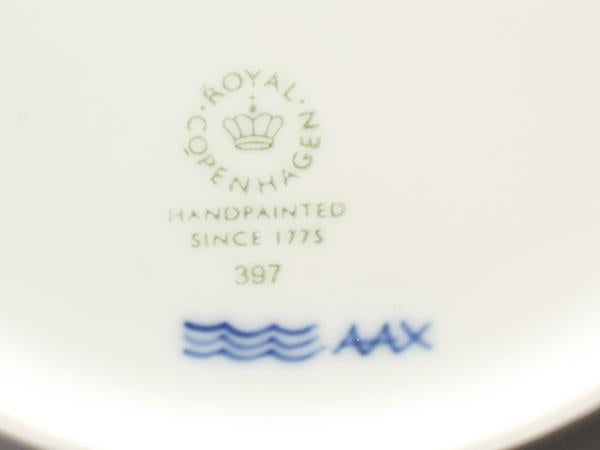 ROYAL COPENHAGEN
HANDPAINTED
SINCE 1775
397
AAX